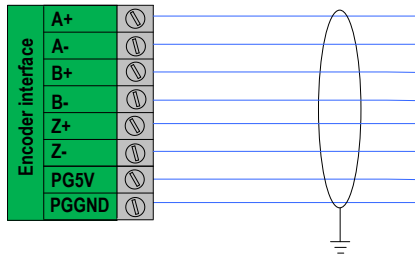 Encoder interface
A+
A-
B+
B-
Z+
Z-
PG5V
PGGND